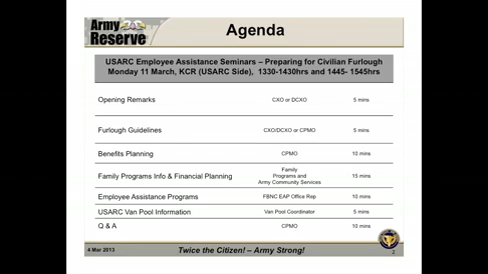 Army
Reserve
Agenda
USARC Employee Assistance Seminars – Preparing for Civilian Furlough
Monday 11 March, KCR (USARC Side), 1330-1430hrs and 1445- 1545hrs
Opening Remarks CXO or DCXO 5 mins
Furlough Guidelines CXO/DCXO or CPMO 5 mins
Benefits Planning CPMO 10 mins
Family Programs Info & Financial Planning Family
Programs and
Army Community Services 15 mins
Employee Assistance Programs FBNC EAP Office Rep 10 mins
USARC Van Pool Information Van Pool Coordinator 5 mins
Q & A CPMO 10 mins
4 Mar 2013 Twice the Citizen! – Army Strong! 2